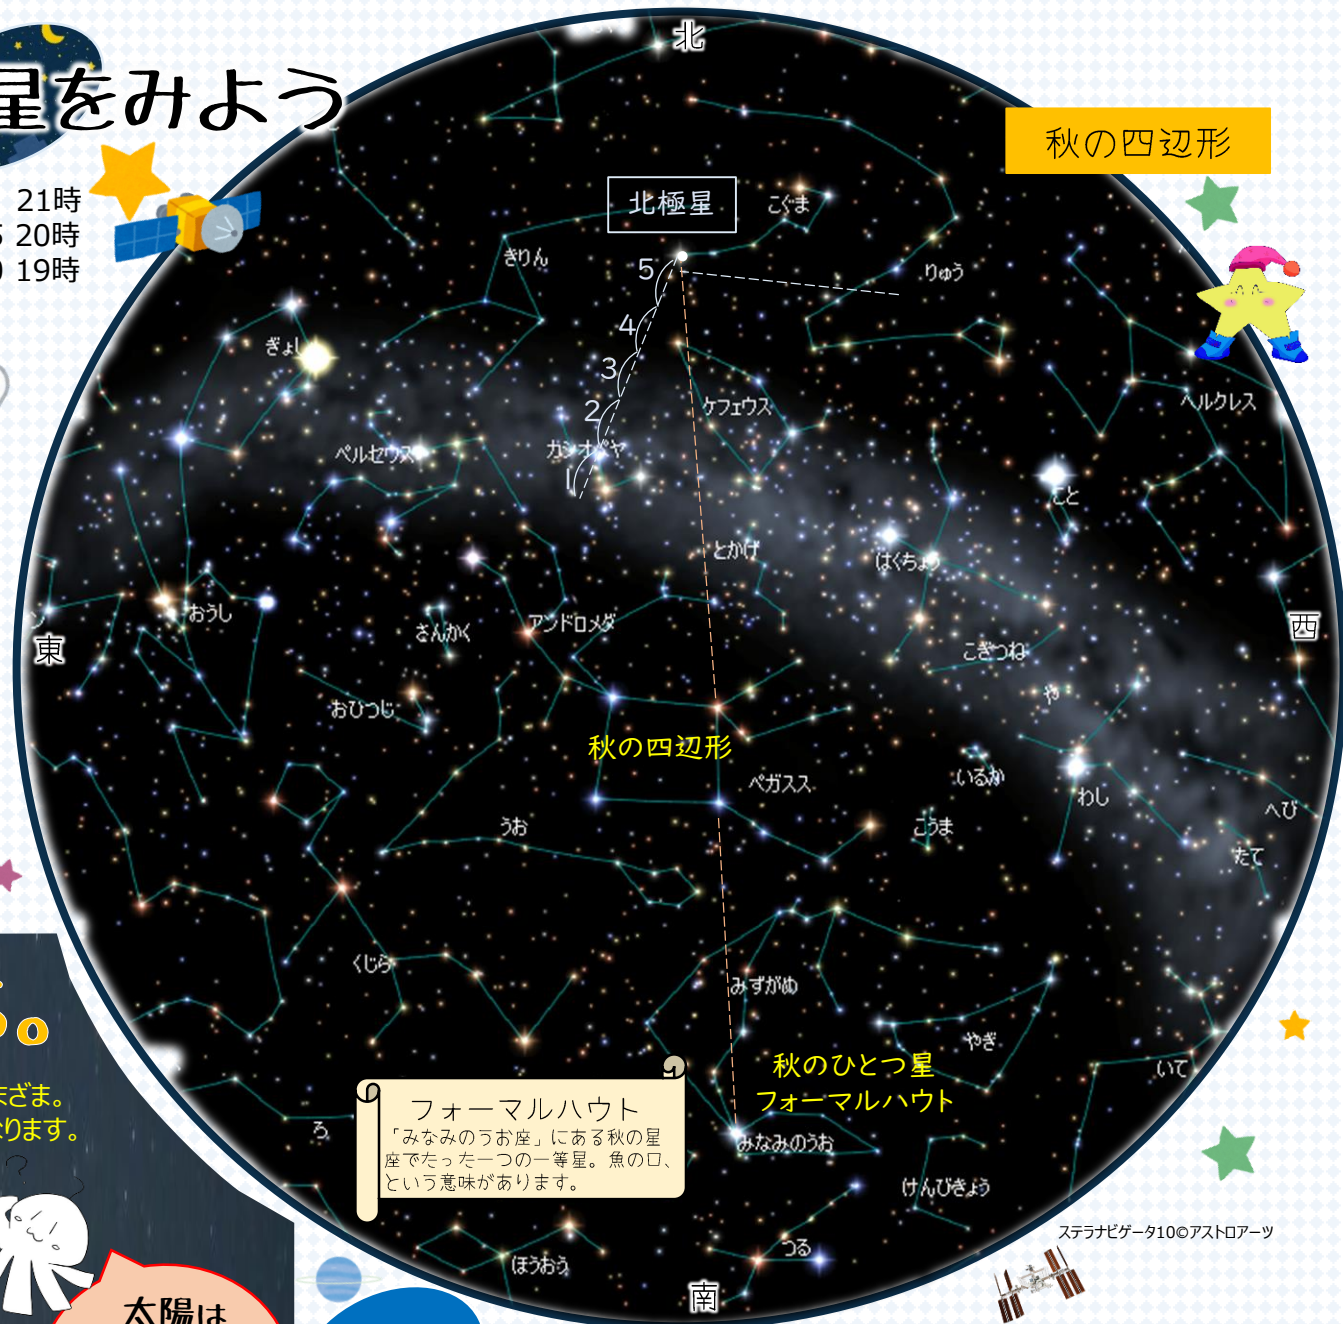 星をみよう
21時
20時
19時
秋の四辺形
北
北極星
こぐま
きりん
りゅう
5
4
3
2
1
ぎょし
ヘルクレス
ケフェウス
ペルセウス
カシオペヤ
こと
とかげ
はくちょう
おうし
さんかく
アンドロメダ
東
西
こぎつね
や
おひつじ
秋の四辺形
ペガスス
いるか
わし
へび
うお
こうま
たて
くじら
みずがめ
やぎ
いて
秋のひとつ星
フォーマルハウト
フォーマルハウト
「みなみのうお座」にある秋の星
座でたった一つの一等星。魚の口、
という意味があります。
ろ
みなみのうお
けんびきょう
つる
ほうおう
南
ステラナビゲータ10©アストロアーツ
まざま。
なります。
太陽は